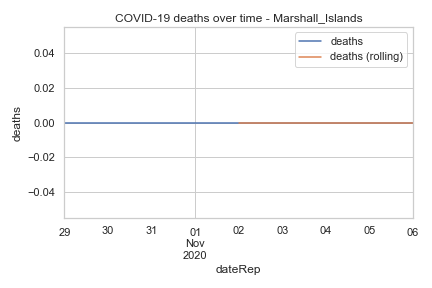 COVID-19 deaths over time - Marshall_Islands
deaths
deaths (rolling)
0.04
0.02
0.00
−0.02
−0.04
deaths
29 30 31 01 02 03 04 05 06
Nov
2020
dateRep